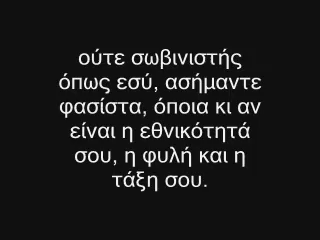 ούτε σωβινιστής
όπως εσύ, ασήμαντε
φασίστα, όποια κι αν
είναι η εθνικότητά
σου, η φυλή και η
τάξη σου.